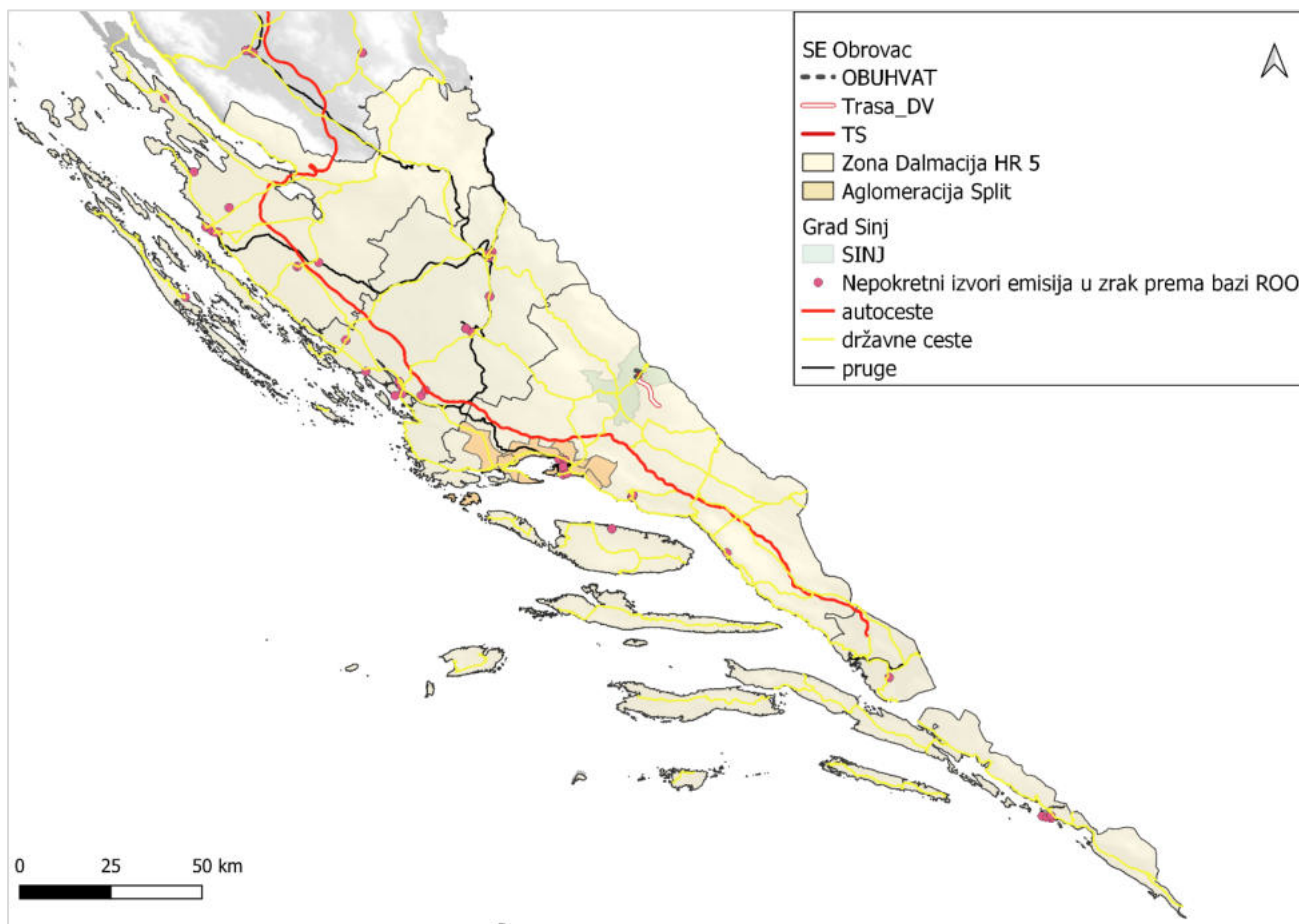 SE Obrovac
OBUHVAT
Trasa_DV
TS
Zona Dalmacija HR 5
Aglomeracija Split
Grad Sinj
SINJ
Nepokretni izvori emisija u zrak prema bazi ROO
autoceste
državne ceste
pruge
0 25 50 km